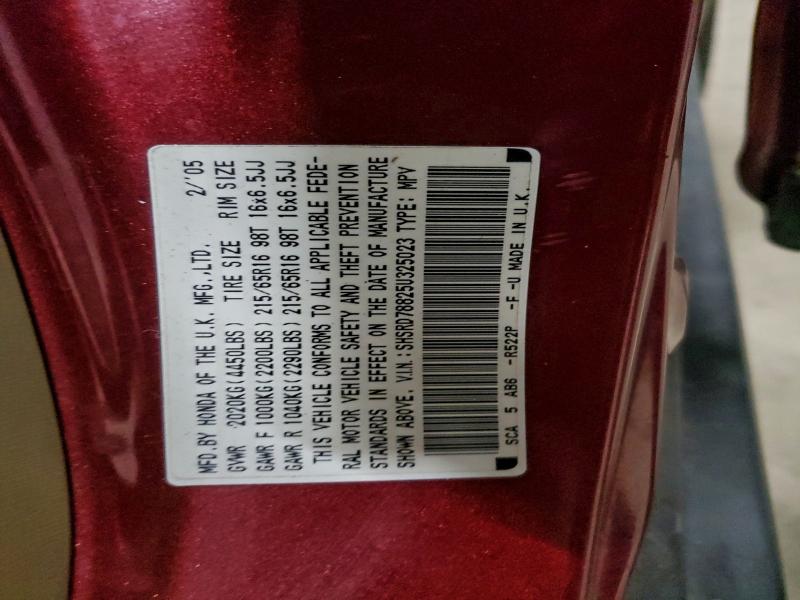 MFD.BY HONDA OF THE U.K. MFG.,LTD. 2/'05
GVWR 2020KG(4450LBS) TIRE SIZE RIM SIZE
GAWR F 1000KG(2200LBS) 215/65R16 98T 16x6.5JJ
GAWR R 1040KG(2290LBS) 215/65R16 98T 16x6.5JJ
THIS VEHICLE CONFORMS TO ALL APPLICABLE FEDE-
RAL MOTOR VEHICLE SAFETY AND THEFT PREVENTION
STANDARDS IN EFFECT ON THE DATE OF MANUFACTURE
SHOWN ABOVE. V.I.N.:SHSRD78825U325023 TYPE: MPV
SCA 5 AB6 -R522P -F -U MADE IN U.K.